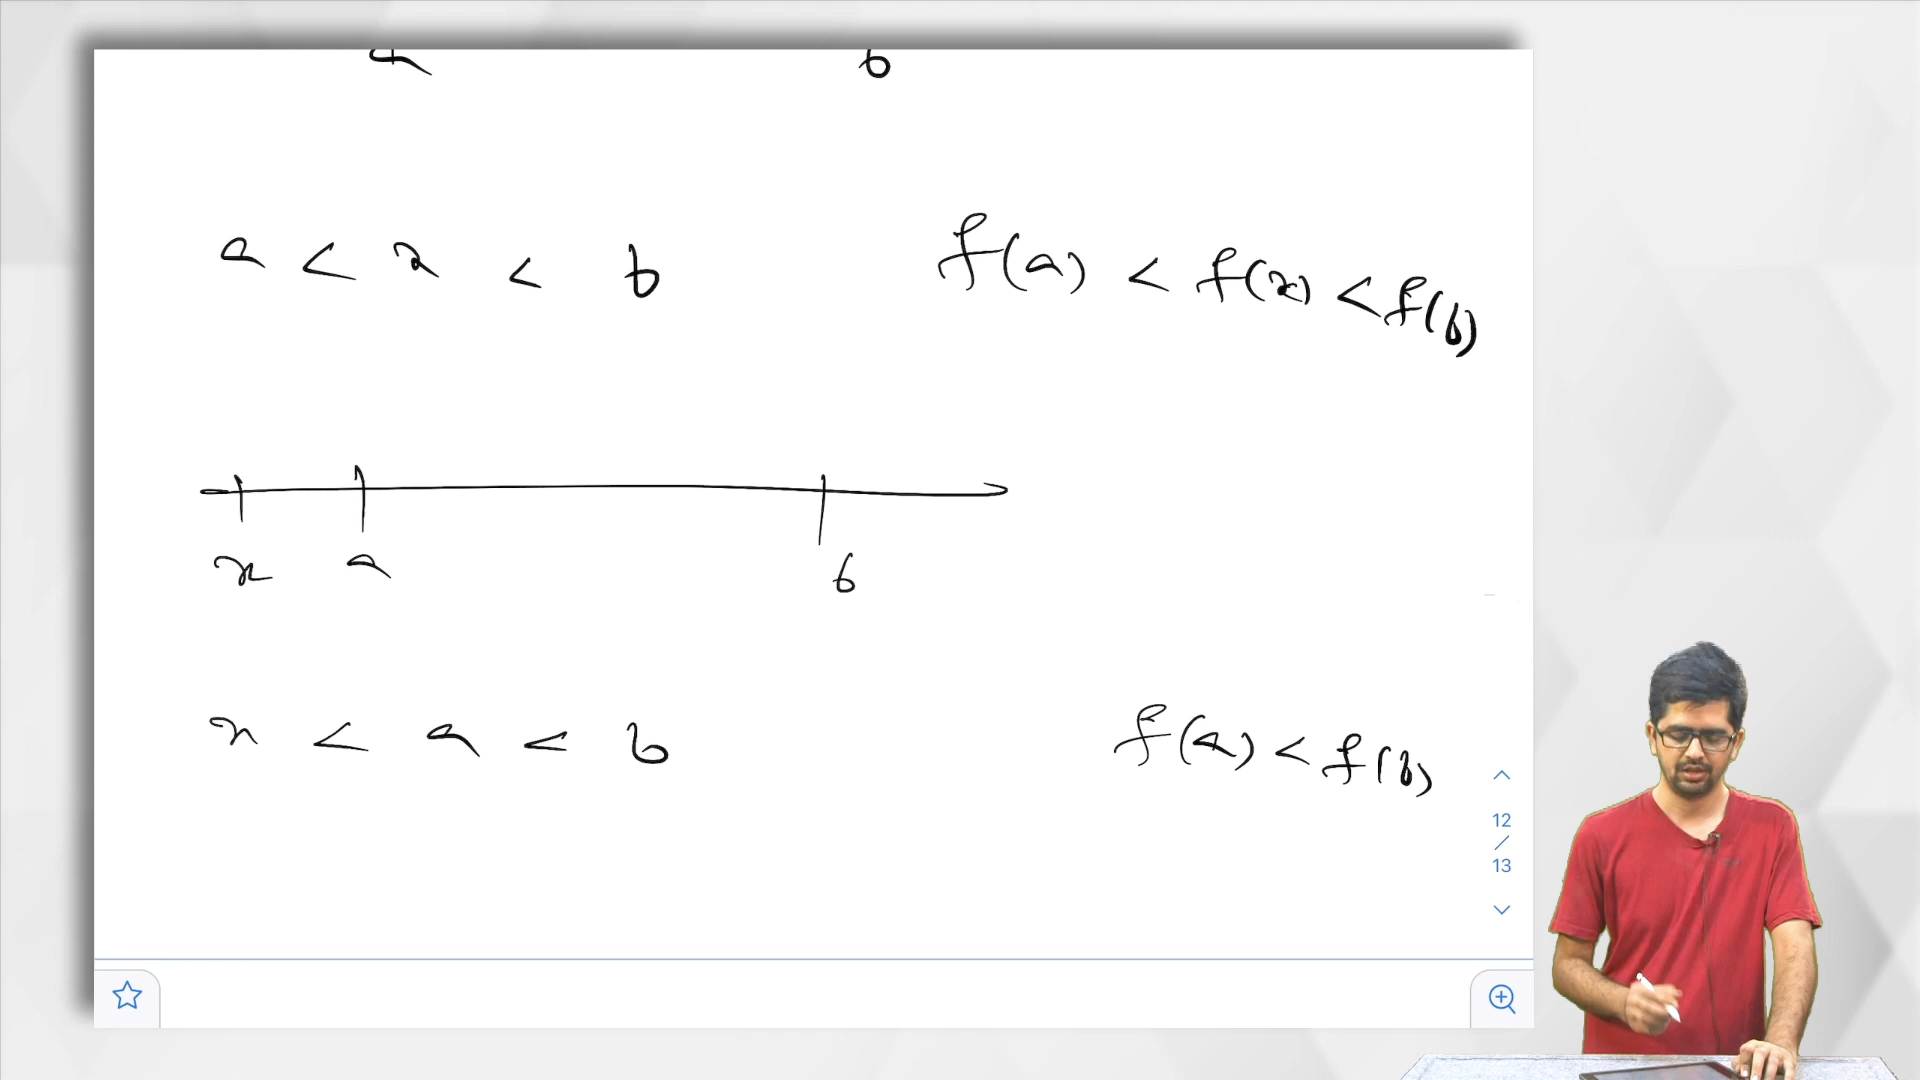 a b
a < x < b f(a) < f(x) < f(b)
x a b
x < a < b f(a) < f(b)
12
/
13